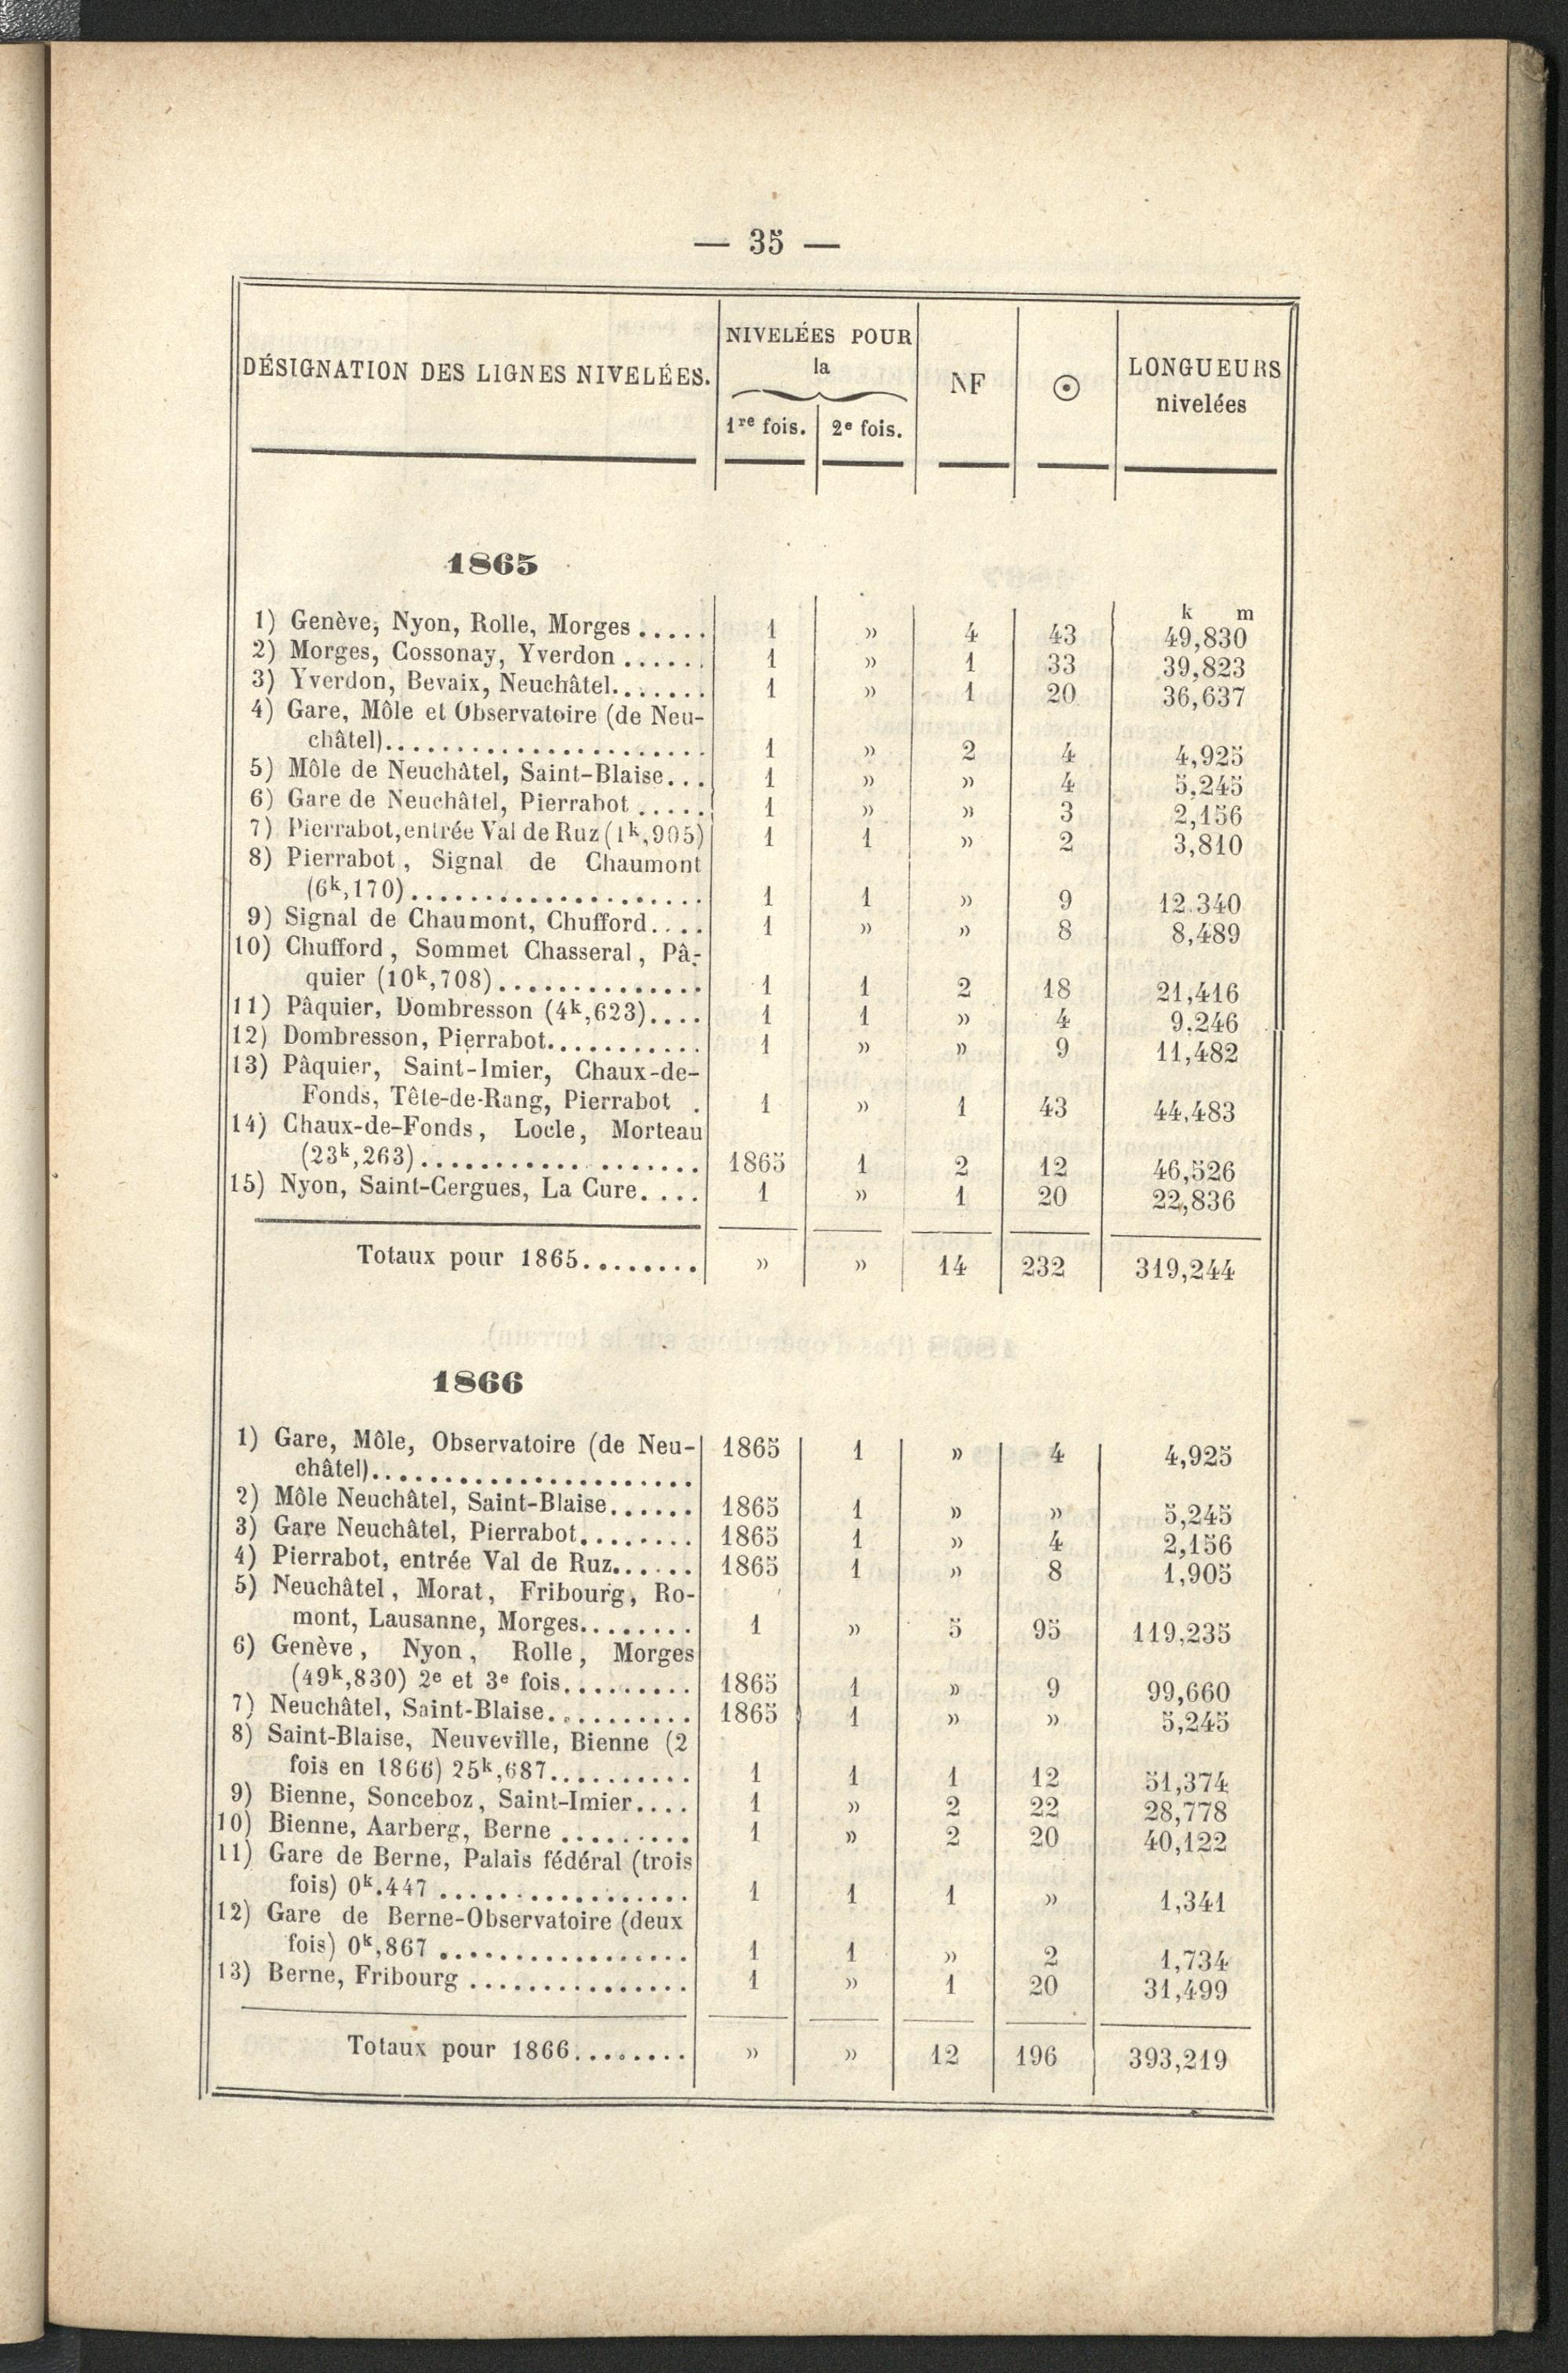 — 35 —
DÉSIGNATION DES LIGNES NIVELÉES. NIVELÉES POUR la NF ⊙ LONGUEURS nivelées
1re fois. 2e fois.
1865
k m
1) Genève, Nyon, Rolle, Morges ..... 1 » 4 43 49,830
2) Morges, Cossonay, Yverdon ...... 1 » 1 33 39,823
3) Yverdon, Bevaix, Neuchâtel....... 1 » 1 20 36,637
4) Gare, Môle et Observatoire (de Neu-
châtel)...................... 1 » 2 4 4,925
5) Môle de Neuchâtel, Saint-Blaise... 1 » » 4 5,245
6) Gare de Neuchâtel, Pierrabot ..... 1 » » 3 2,156
7) Pierrabot, entrée Val de Ruz (1k,905) 1 1 » 2 3,810
8) Pierrabot, Signal de Chaumont
(6k,170).................... 1 1 » 9 12.340
9) Signal de Chaumont, Chufford.... 1 » » 8 8,489
10) Chufford, Sommet Chasseral, Pâ-
quier (10k,708).............. 1 1 2 18 21,416
11) Pâquier, Dombresson (4k,623).... 1 1 » 4 9.246
12) Dombresson, Pierrabot........... 1 » » 9 11,482
13) Pâquier, Saint-Imier, Chaux-de-
Fonds, Tête-de-Rang, Pierrabot . 1 » 1 43 44,483
14) Chaux-de-Fonds, Locle, Morteau
(23k,263)................... 1865 1 2 12 46,526
15) Nyon, Saint-Cergues, La Cure.... 1 » 1 20 22,836
Totaux pour 1865........ » » 14 232 319,244
1866
1) Gare, Môle, Observatoire (de Neu- 1865 1 » 4 4,925
châtel)......................
2) Môle Neuchâtel, Saint-Blaise...... 1865 1 » » 5,245
3) Gare Neuchâtel, Pierrabot........ 1865 1 » 4 2,156
4) Pierrabot, entrée Val de Ruz...... 1865 1 » 8 1,905
5) Neuchâtel, Morat, Fribourg, Ro-
mont, Lausanne, Morges........ 1 » 5 95 119,235
6) Genève, Nyon, Rolle, Morges
(49k,830) 2e et 3e fois......... 1865 1 » 9 99,660
7) Neuchâtel, Saint-Blaise.......... 1865 1 » » 5,245
8) Saint-Blaise, Neuveville, Bienne (2
fois en 1866) 25k,687.......... 1 1 1 12 51,374
9) Bienne, Sonceboz, Saint-Imier.... 1 » 2 22 28,778
10) Bienne, Aarberg, Berne ......... 1 » 2 20 40,122
11) Gare de Berne, Palais fédéral (trois
fois) 0k.447 ................. 1 1 1 » 1,341
12) Gare de Berne-Observatoire (deux
fois) 0k,867 ................. 1 1 » 2 1,734
13) Berne, Fribourg ............... 1 » 1 20 31,499
Totaux pour 1866........ » » 12 196 393,219